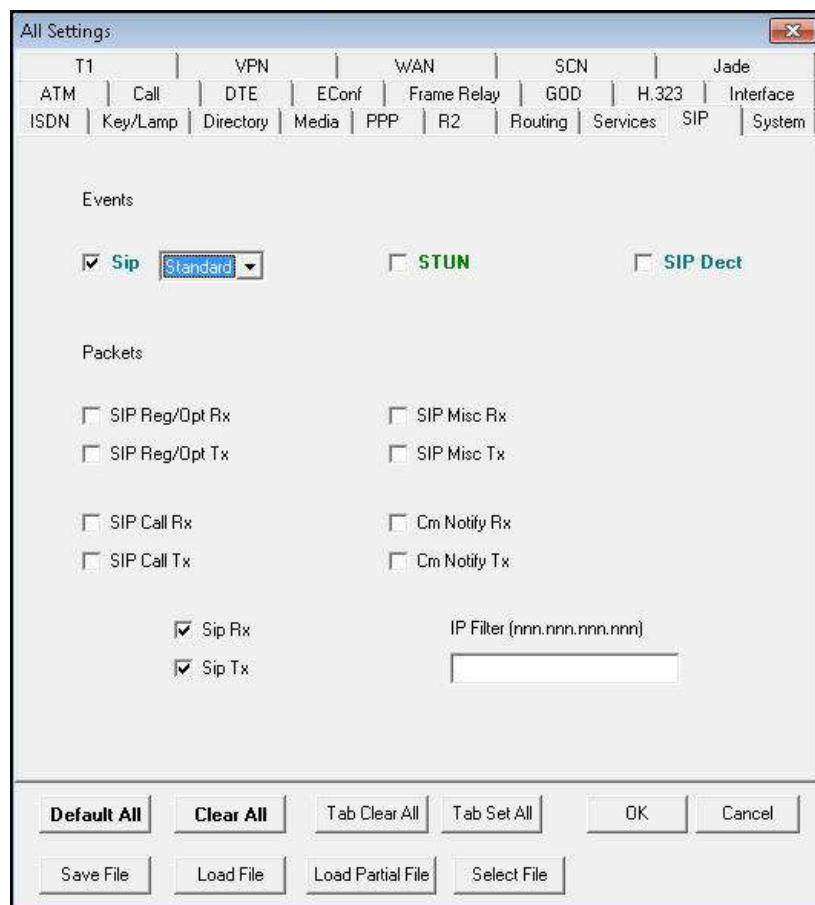 All Settings
T1 VPN WAN SCN Jade
ATM Call DTE EConf Frame Relay GOD H.323 Interface
ISDN Key/Lamp Directory Media PPP R2 Routing Services SIP System
Events
Sip Standard STUN SIP Dect
Packets
SIP Reg/Opt Rx SIP Misc Rx
SIP Reg/Opt Tx SIP Misc Tx
SIP Call Rx Cm Notify Rx
SIP Call Tx Cm Notify Tx
Sip Rx IP Filter (nnn.nnn.nnn.nnn)
Sip Tx
Default All Clear All Tab Clear All Tab Set All OK Cancel
Save File Load File Load Partial File Select File